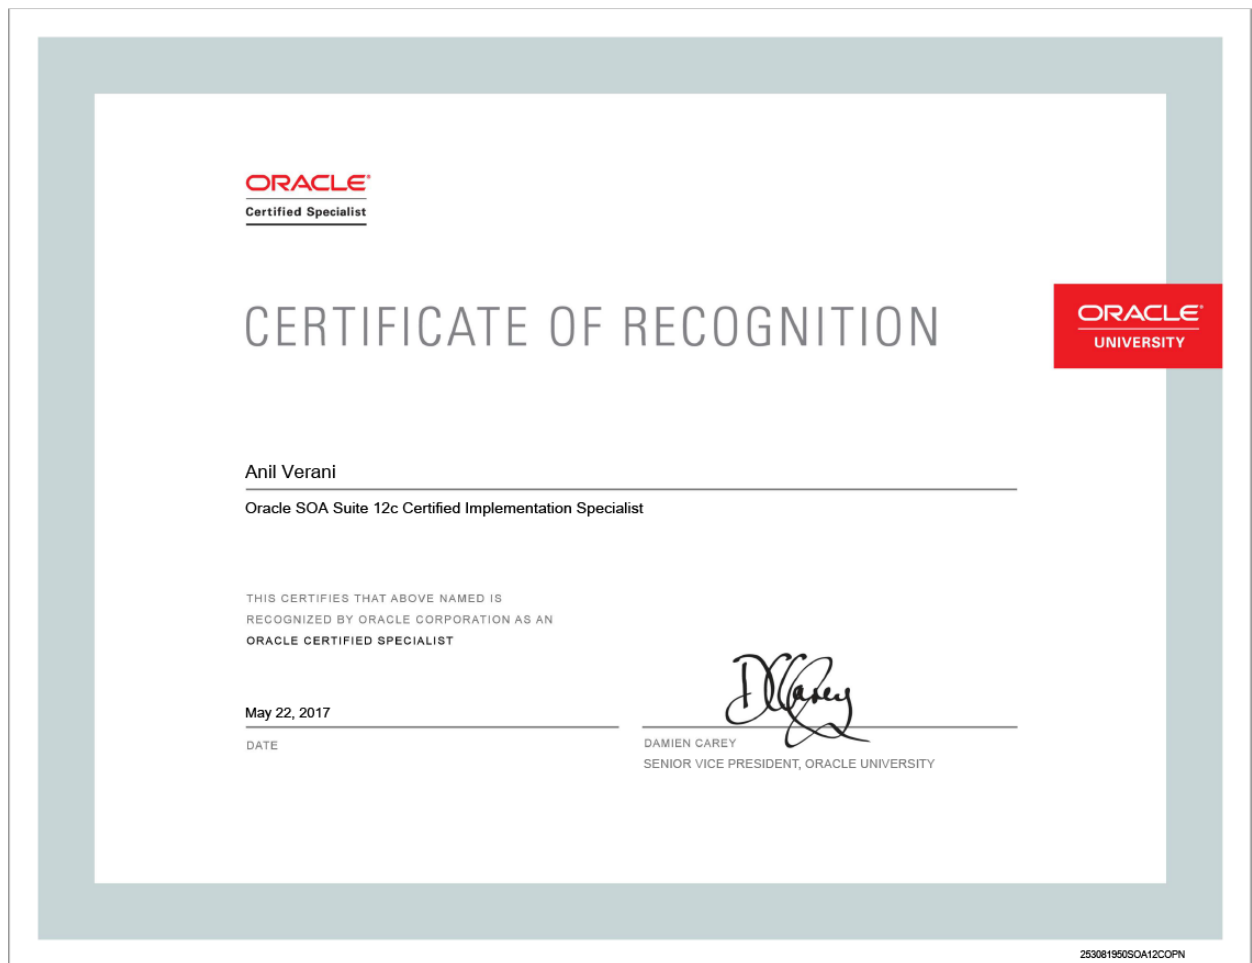 ORACLE®
Certified Specialist
CERTIFICATE OF RECOGNITION
ORACLE®
UNIVERSITY
Anil Verani
Oracle SOA Suite 12c Certified Implementation Specialist
THIS CERTIFIES THAT ABOVE NAMED IS
RECOGNIZED BY ORACLE CORPORATION AS AN
ORACLE CERTIFIED SPECIALIST
May 22, 2017
DATE
DCCarey
DAMIEN CAREY
SENIOR VICE PRESIDENT, ORACLE UNIVERSITY
253081950SOA12COPN